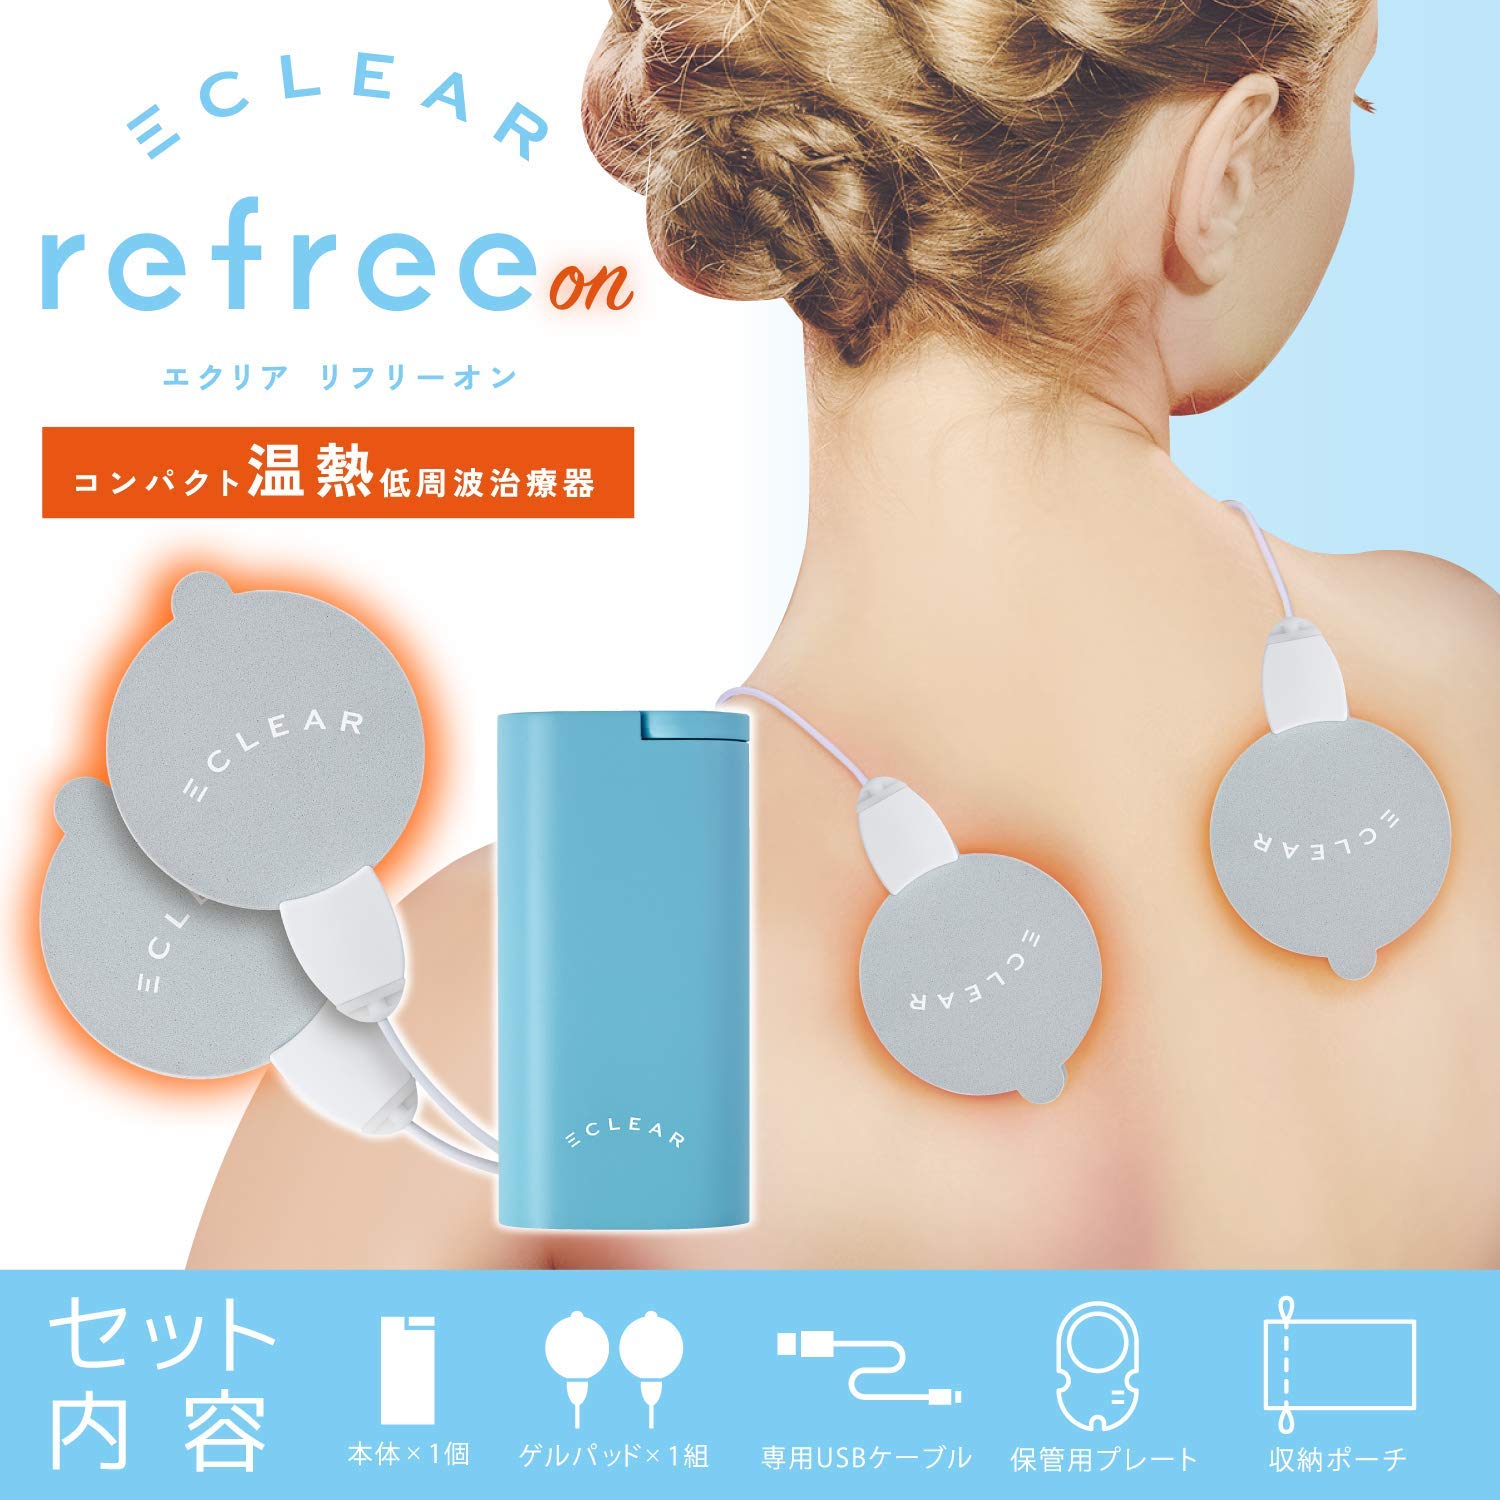 ECLEAR
refree on
エクリア リフリーオン
コンパクト温熱低周波治療器
ECLEAR
ECL
ECLEAR
ECLEAR
ECLEAR
セット
内容
本体×1個
ゲルパッド×1組
専用USBケーブル
保管用プレート
収納ポーチ